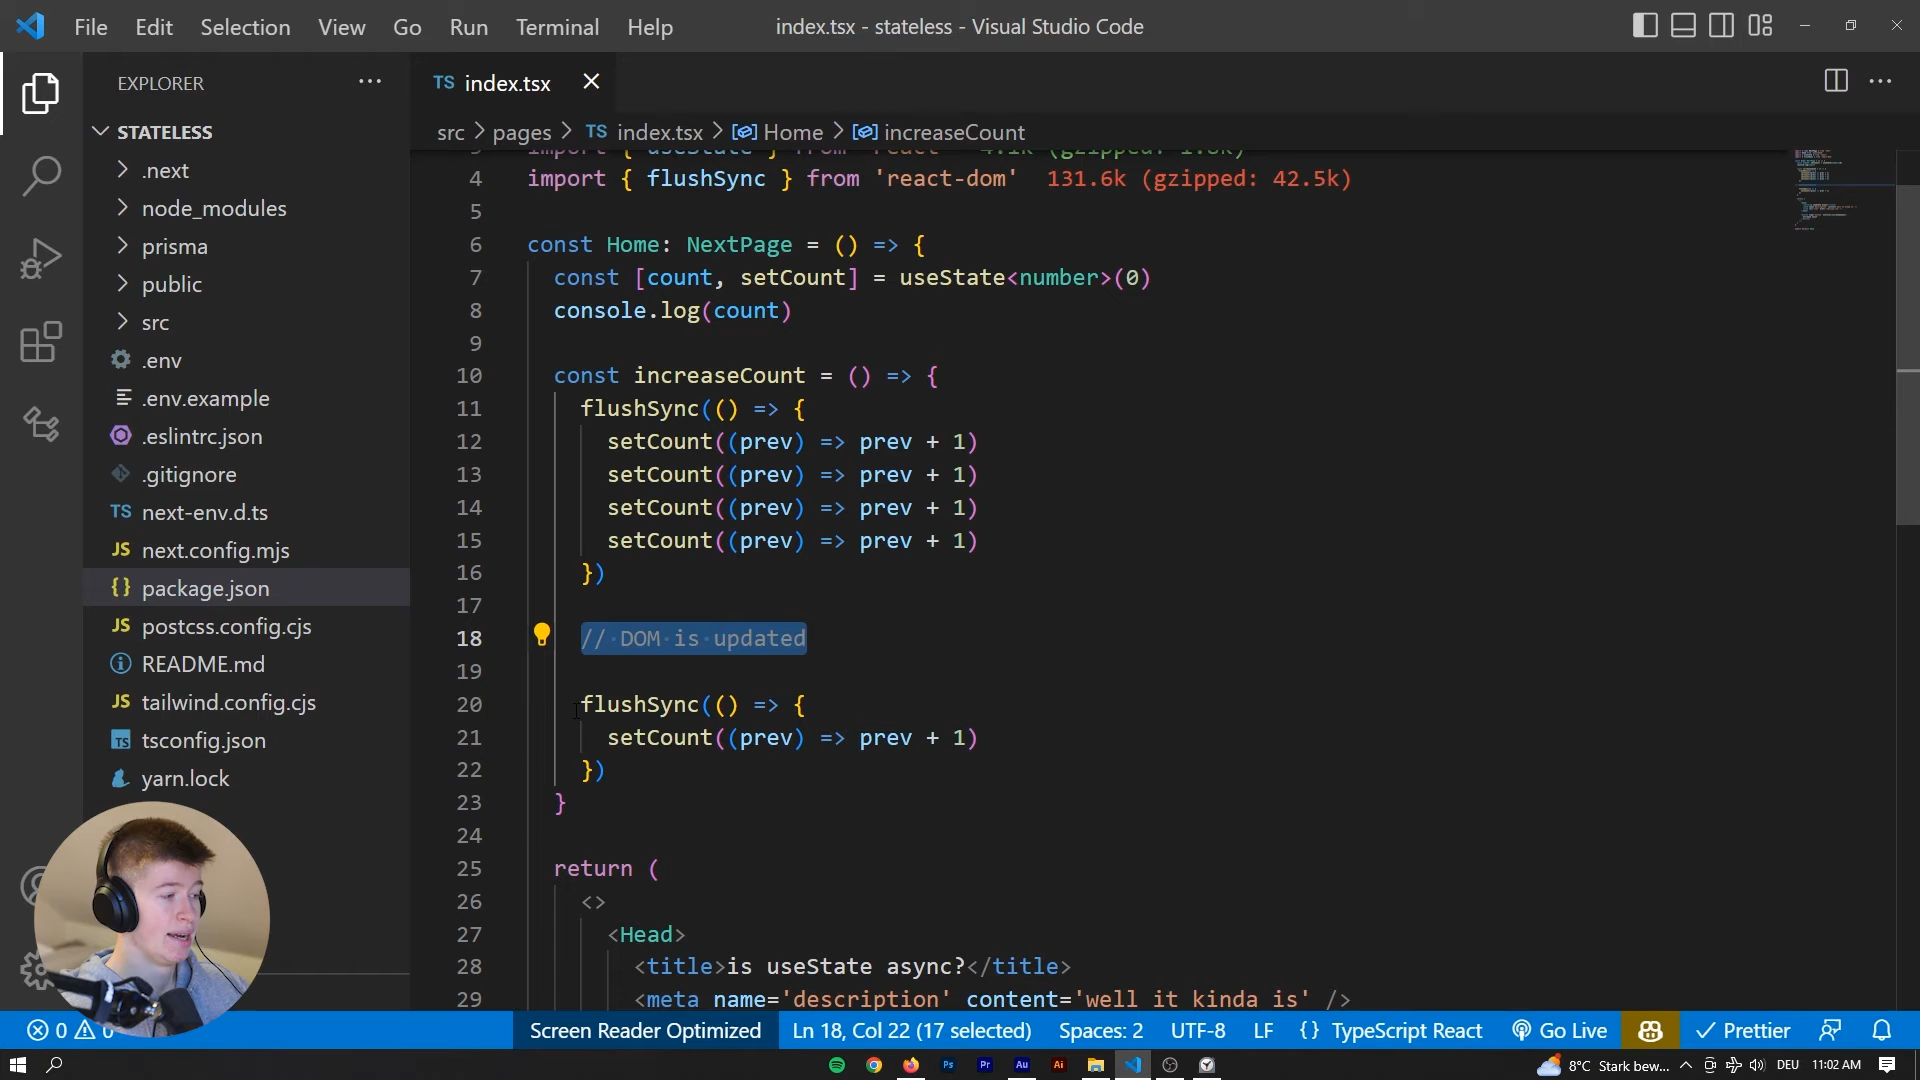 File Edit Selection View Go Run Terminal Help
index.tsx - stateless - Visual Studio Code
EXPLORER
STATELESS
.next
node_modules
prisma
public
src
.env
.env.example
.eslintrc.json
.gitignore
TS next-env.d.ts
JS next.config.mjs
{} package.json
JS postcss.config.cjs
README.md
JS tailwind.config.cjs
TS tsconfig.json
yarn.lock
TS index.tsx
src > pages > TS index.tsx > Home > increaseCount
4 import { flushSync } from 'react-dom' 131.6k (gzipped: 42.5k)
5
6 const Home: NextPage = () => {
7 const [count, setCount] = useState<number>(0)
8 console.log(count)
9
10 const increaseCount = () => {
11 flushSync(() => {
12 setCount((prev) => prev + 1)
13 setCount((prev) => prev + 1)
14 setCount((prev) => prev + 1)
15 setCount((prev) => prev + 1)
16 })
17
18 // DOM is updated
19
20 flushSync(() => {
21 setCount((prev) => prev + 1)
22 })
23 }
24
25 return (
26 <>
27 <Head>
28 <title>is useState async?</title>
29 <meta name='description' content='well it kinda is' />
0 0 Screen Reader Optimized Ln 18, Col 22 (17 selected) Spaces: 2 UTF-8 LF {} TypeScript React Go Live Prettier
Ps Pr Au Ai 8°C Stark bew... DEU 11:02 AM